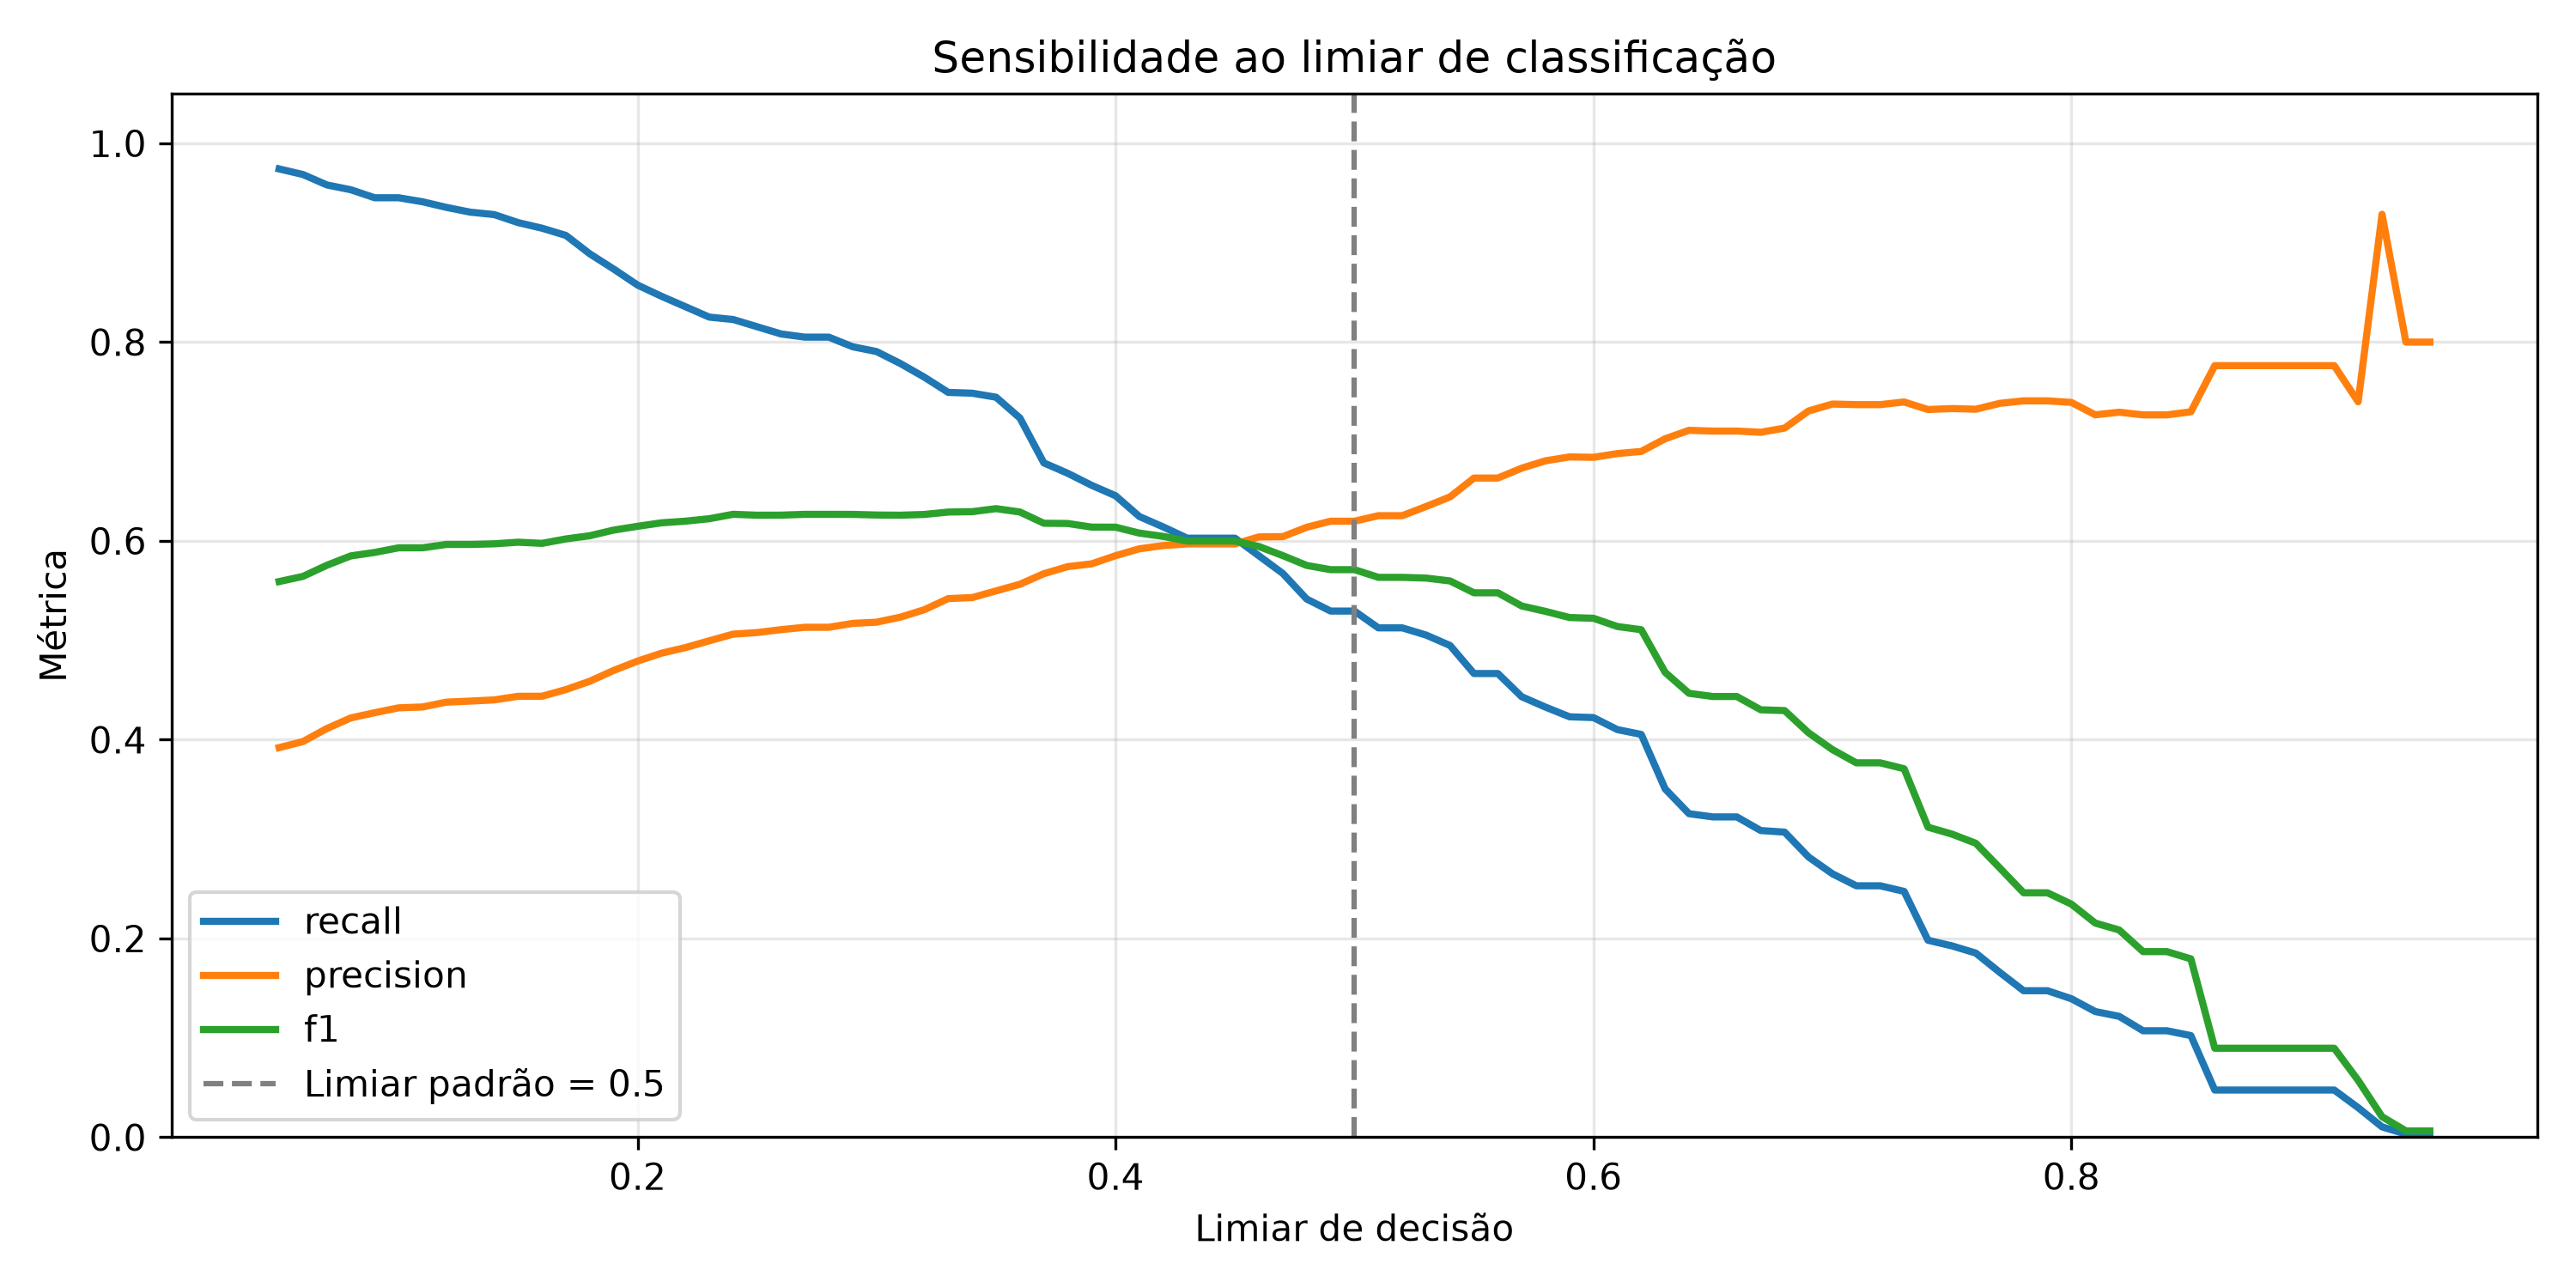 Sensibilidade ao limiar de classificação
Métrica
1.0
0.8
0.6
0.4
0.2
0.0
recall
precision
f1
Limiar padrão = 0.5
0.2 0.4 0.6 0.8
Limiar de decisão